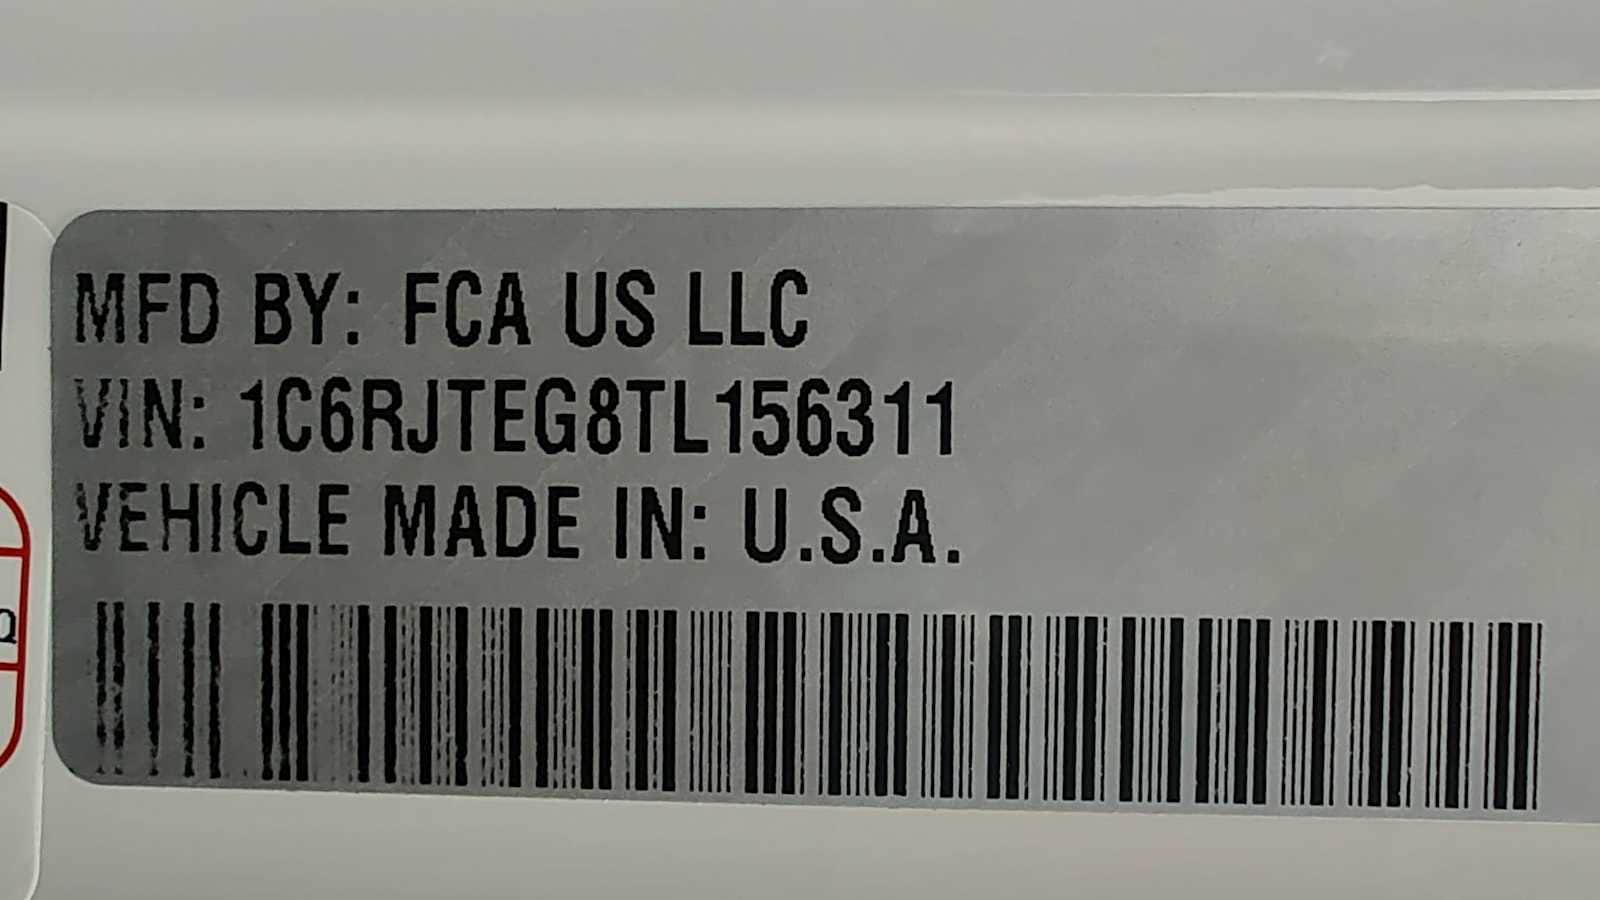 MFD BY: FCA US LLC
VIN: 1C6RJTEG8TL156311
VEHICLE MADE IN: U.S.A.